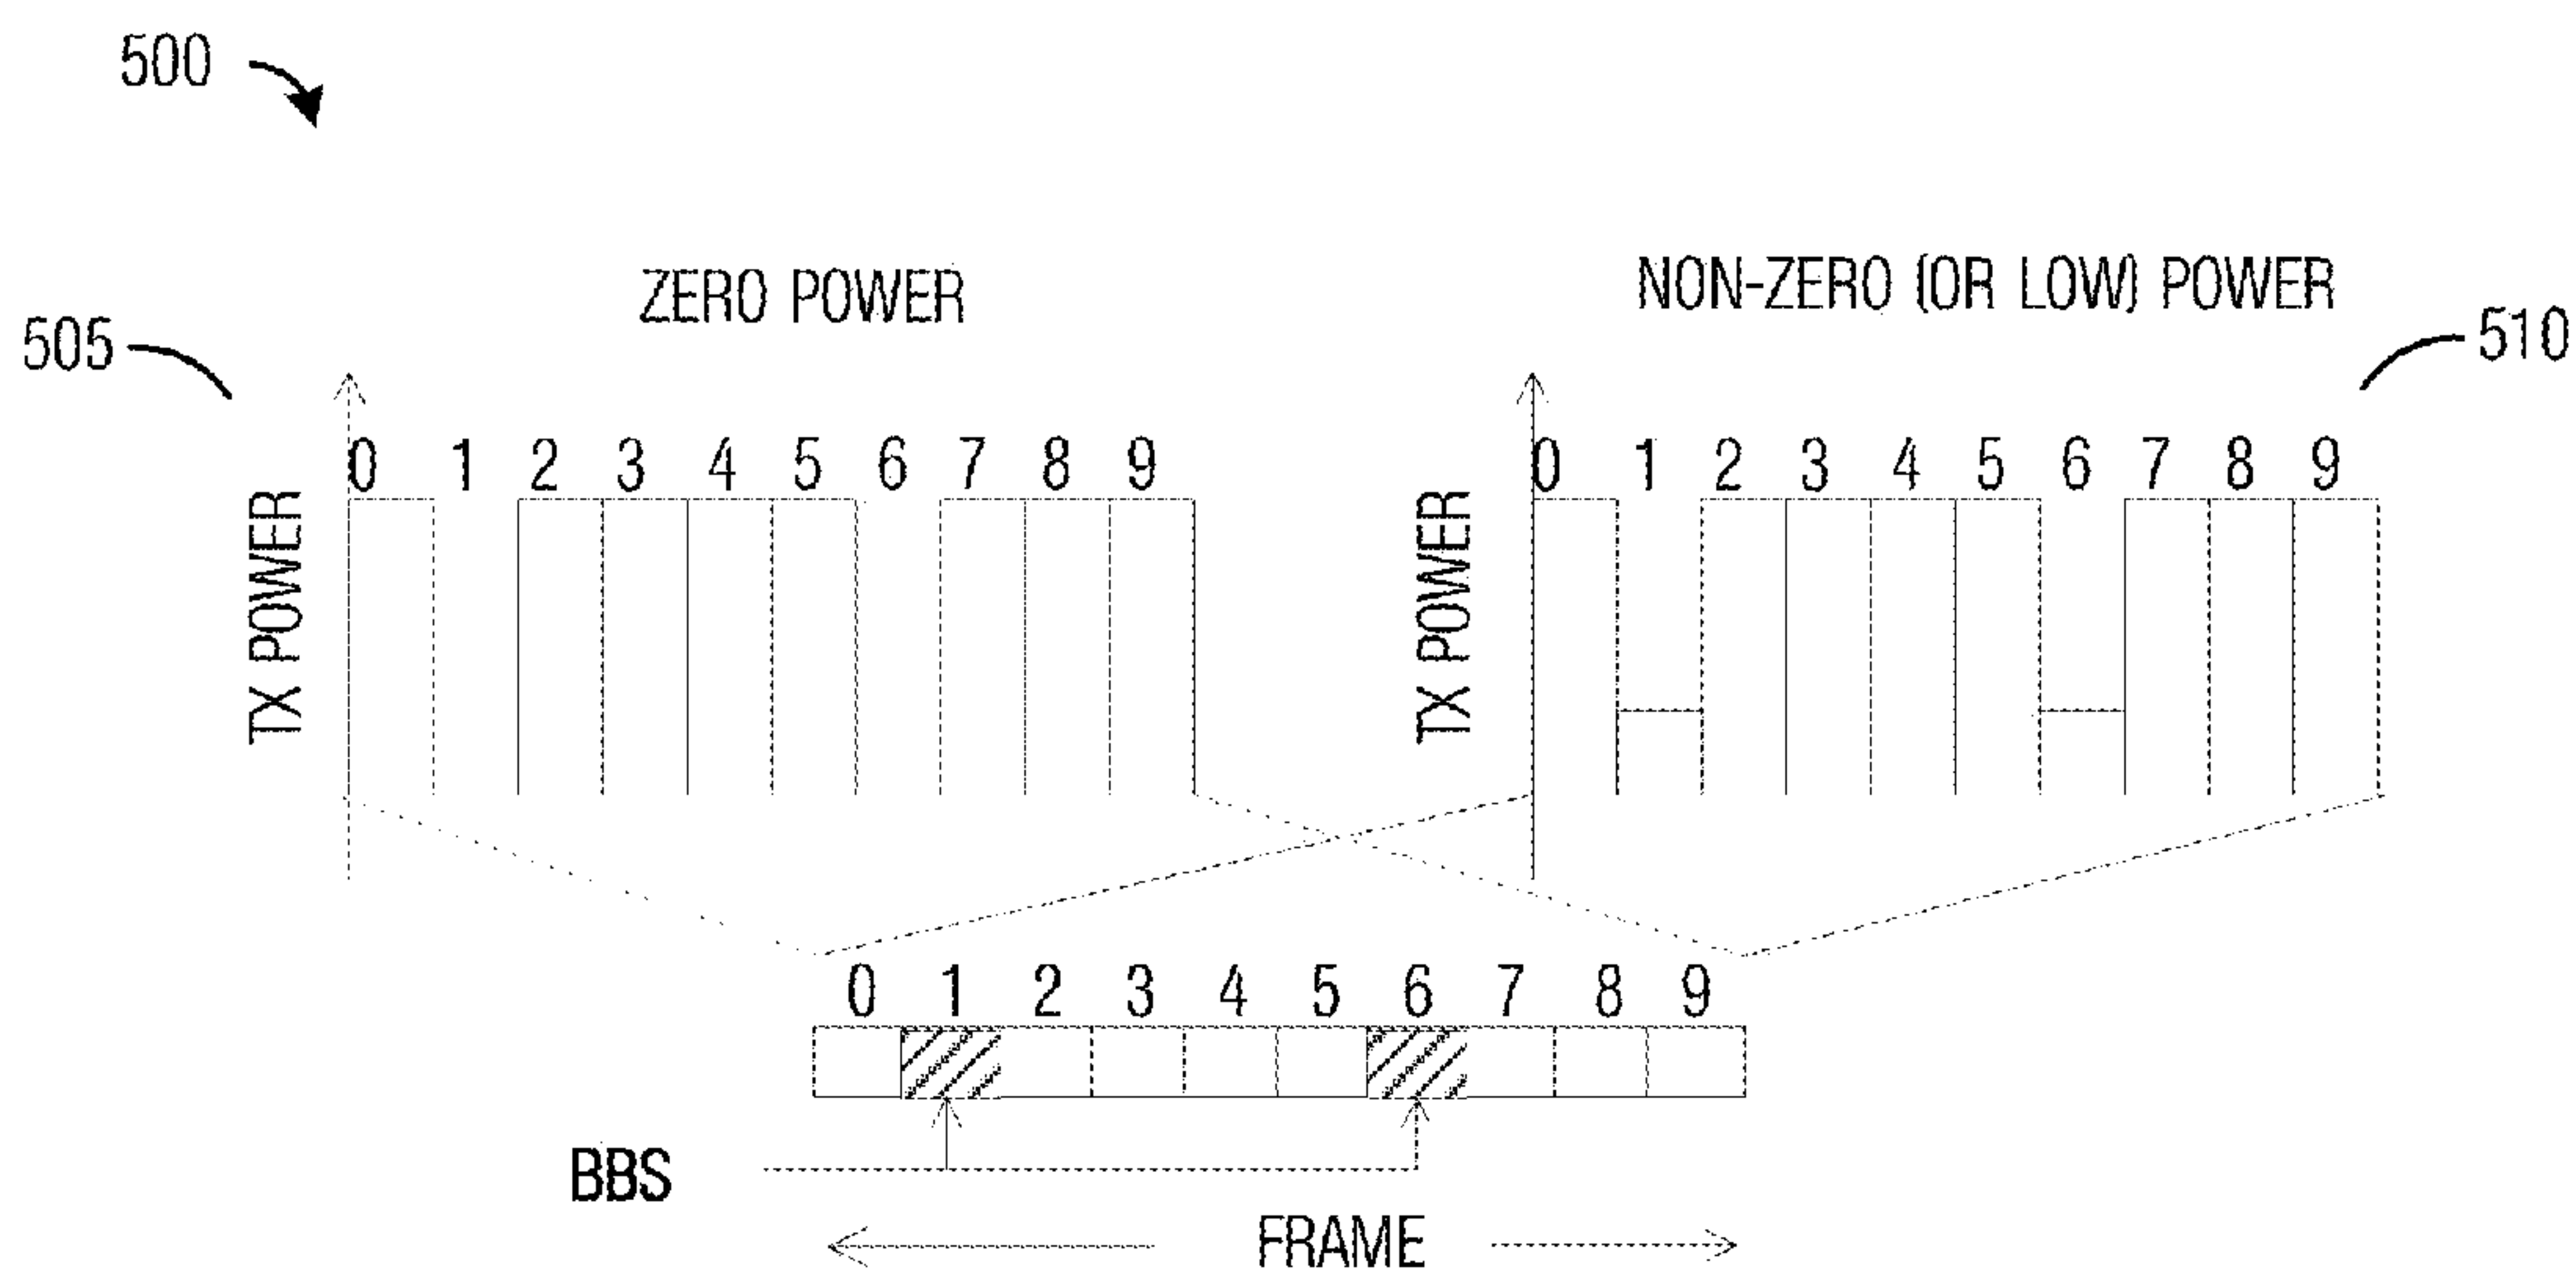 500
ZERO POWER
NON-ZERO (OR LOW) POWER
505
510
TX POWER
0 1 2 3 4 5 6 7 8 9
TX POWER
0 1 2 3 4 5 6 7 8 9
0 1 2 3 4 5 6 7 8 9
BBS
FRAME